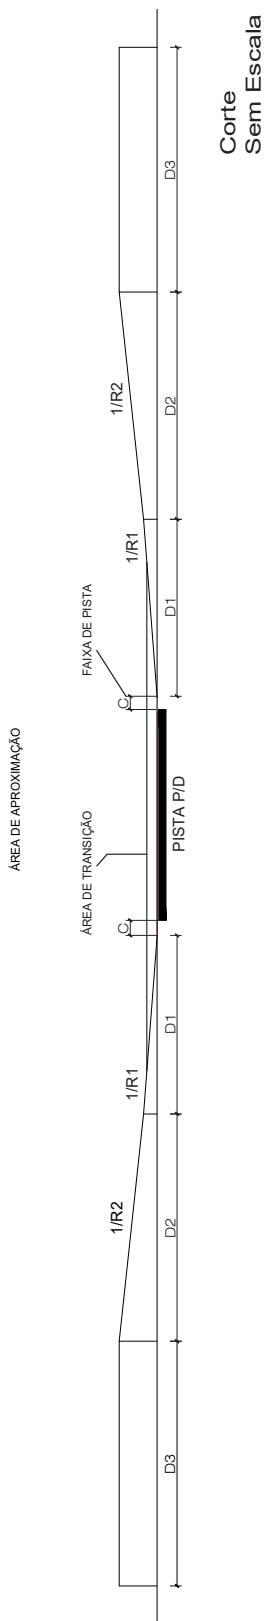 Corte
Sem Escala
D3
D2
1/R2
D1
1/R1
FAIXA DE PISTA
C
ÁREA DE APROXIMAÇÃO
ÁREA DE TRANSIÇÃO
PISTA P/D
C
D1
1/R1
D2
1/R2
D3